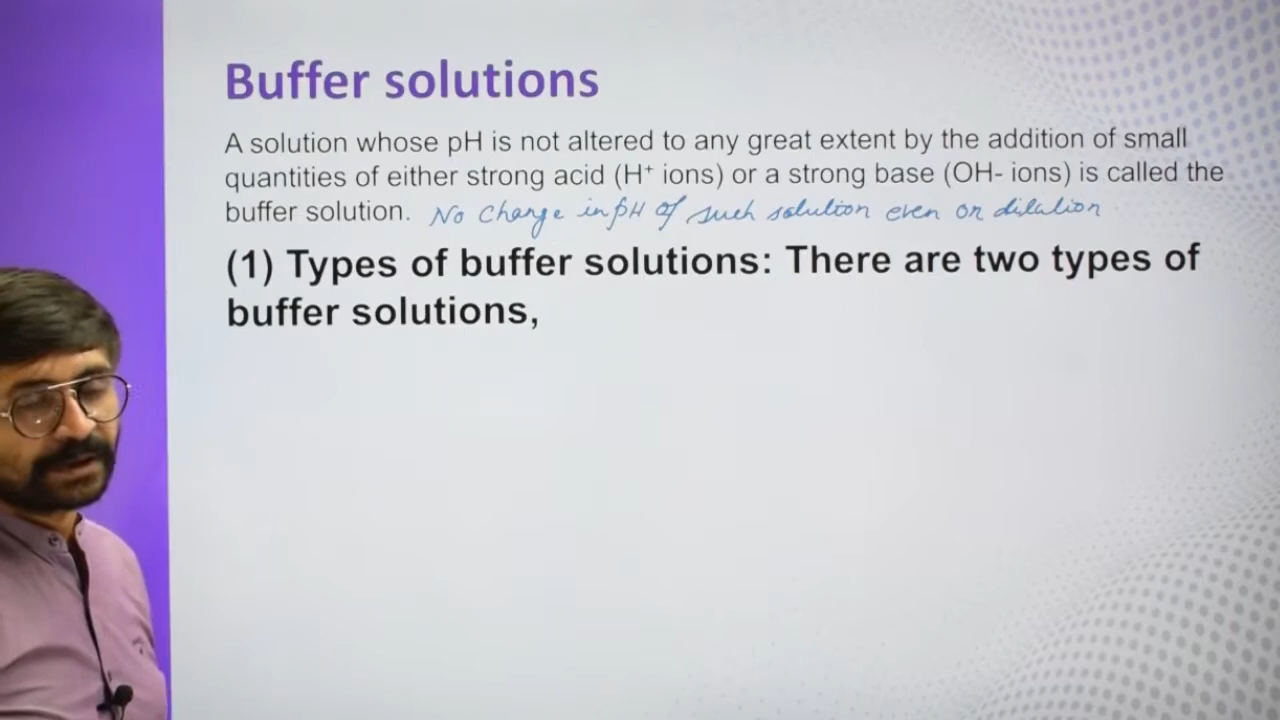 Buffer solutions
A solution whose pH is not altered to any great extent by the addition of small
quantities of either strong acid (H⁺ ions) or a strong base (OH- ions) is called the
buffer solution. No change in pH of such solution even on dilution
(1) Types of buffer solutions: There are two types of
buffer solutions,